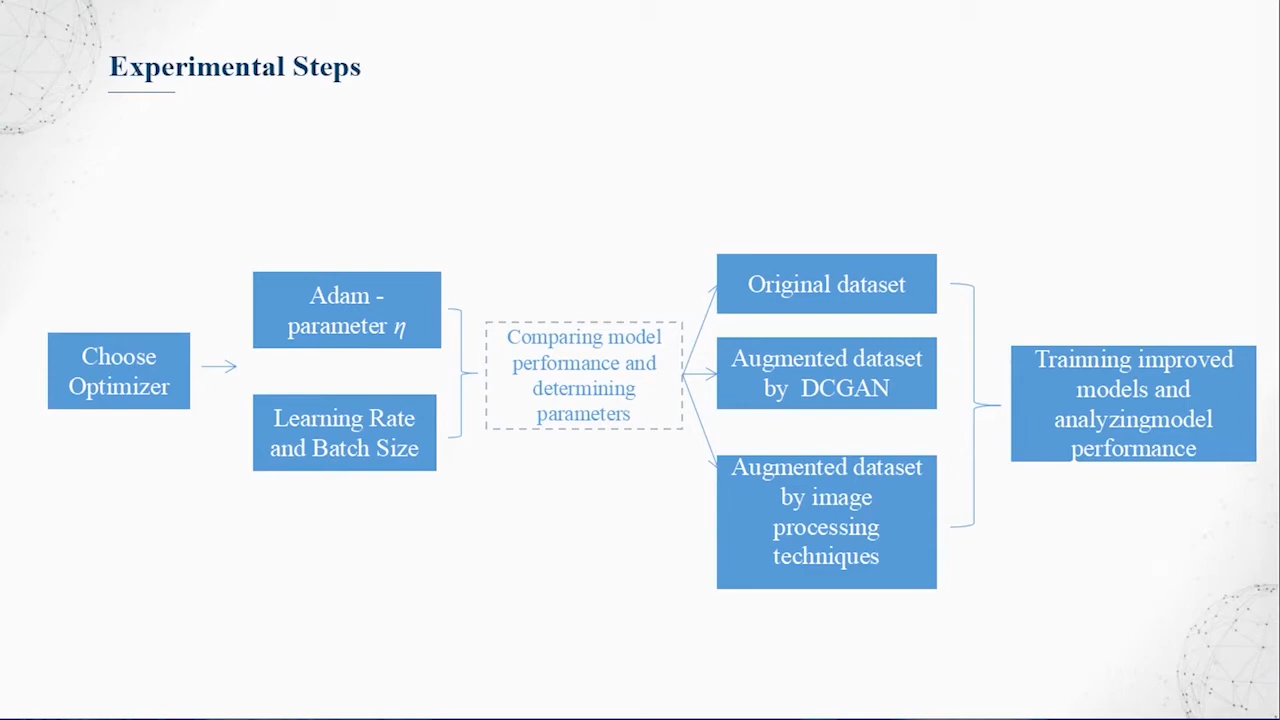 Experimental Steps
Choose
Optimizer
Adam -
parameter η
Learning Rate
and Batch Size
Comparing model
performance and
determining
parameters
Original dataset
Augmented dataset
by DCGAN
Augmented dataset
by image
processing
techniques
Trainning improved
models and
analyzingmodel
performance